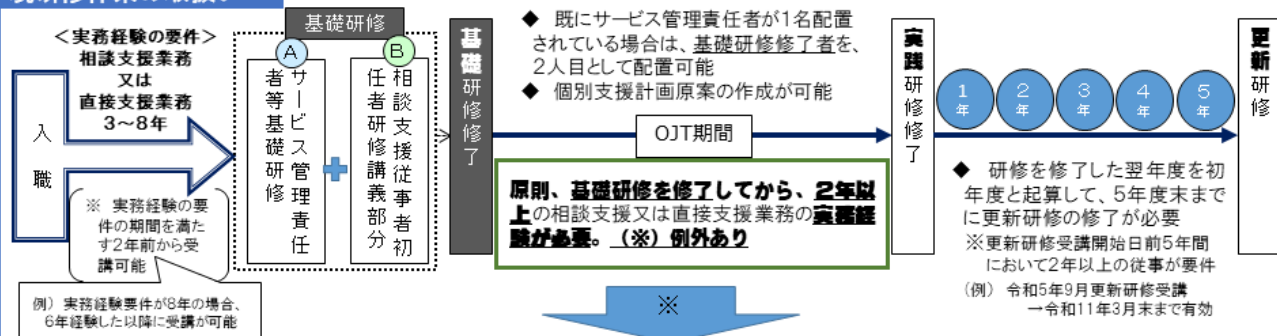 基礎研修
＜実務経験の要件＞
相談支援業務
又は
直接支援業務
3～8年
入職
※ 実務経験の要
件の期間を満た
す2年前から受
講可能
例）実務経験要件が8年の場合、
6年経験した以降に受講が可能
A
サービス管理責任
者等基礎研修
B
相談支援従事者初
任者研修講義部分
基礎研修修了
◆ 既にサービス管理責任者が1名配置
されている場合は、基礎研修修了者を、
2人目として配置可能
◆ 個別支援計画原案の作成が可能
OJT期間
原則、基礎研修を修了してから、2年以
上の相談支援又は直接支援業務の実務経
験が必要。（※）例外あり
※
実践研修修了
1年
2年
3年
4年
5年
◆ 研修を修了した翌年度を初
年度と起算して、5年度末まで
に更新研修の修了が必要
※更新研修受講開始日前5年間
において2年以上の従事が要件
（例） 令和5年9月更新研修受講
→令和11年3月末まで有効
更新研修